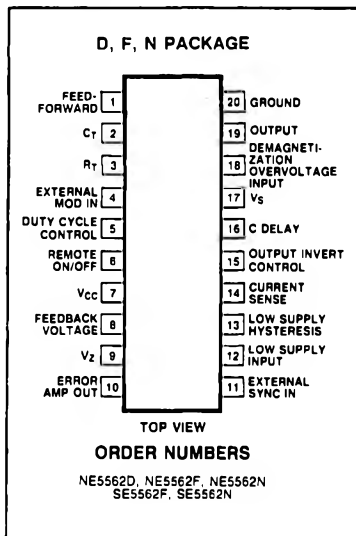 D, F, N PACKAGE
FEED-
FORWARD 1
CT 2
RT 3
EXTERNAL
MOD IN 4
DUTY CYCLE
CONTROL 5
REMOTE
ON/OFF 6
VCC 7
FEEDBACK
VOLTAGE 8
VZ 9
ERROR
AMP OUT 10
20 GROUND
19 OUTPUT
DEMAGNETI-
18 ZATION
OVERVOLTAGE
INPUT
17 VS
16 C DELAY
15 OUTPUT INVERT
CONTROL
14 CURRENT
SENSE
13 LOW SUPPLY
HYSTERESIS
12 LOW SUPPLY
INPUT
11 EXTERNAL
SYNC IN
TOP VIEW
ORDER NUMBERS
NE5562D, NE5562F, NE5562N
SE5562F, SE5562N